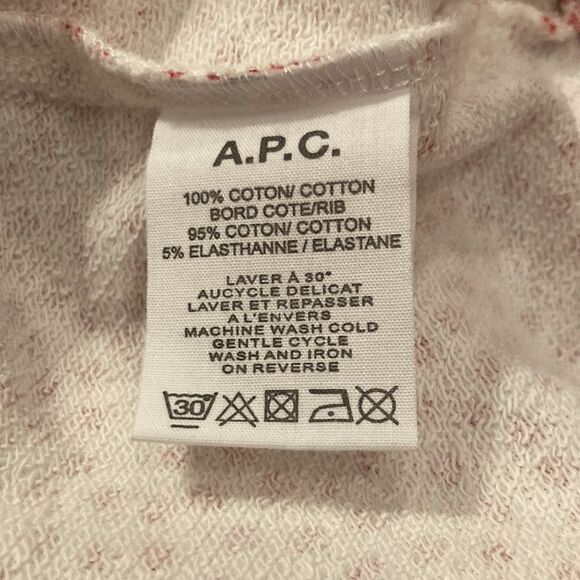 A.P.C.
100% COTON/ COTTON
BORD COTE/RIB
95% COTON/ COTTON
5% ELASTHANNE / ELASTANE
LAVER À 30°
AUCYCLE DELICAT
LAVER ET REPASSER
A L'ENVERS
MACHINE WASH COLD
GENTLE CYCLE
WASH AND IRON
ON REVERSE
30°